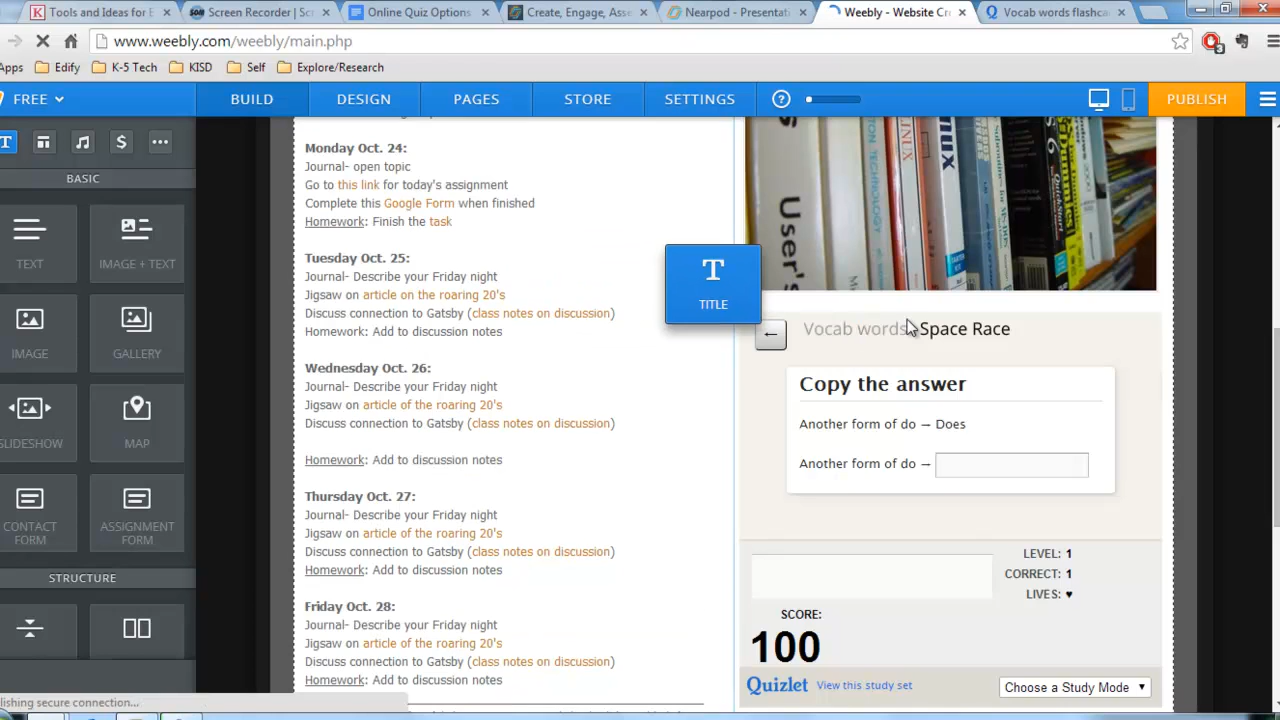 Tools and Ideas for E
Screen Recorder | Sc
Online Quiz Options
Create, Engage, Asse
Nearpod - Presentatio
Weebly - Website Cr
Vocab words flashca
www.weebly.com/weebly/main.php
3
Apps Edify K-5 Tech KISD Self Explore/Research
FREE BUILD DESIGN PAGES STORE SETTINGS ? PUBLISH
T $
BASIC
TEXT IMAGE + TEXT
IMAGE GALLERY
SLIDESHOW MAP
CONTACT FORM ASSIGNMENT FORM
STRUCTURE
lishing secure connection...
Monday Oct. 24:
Journal- open topic
Go to this link for today's assignment
Complete this Google Form when finished
Homework: Finish the task
Tuesday Oct. 25:
Journal- Describe your Friday night
Jigsaw on article on the roaring 20's
Discuss connection to Gatsby (class notes on discussion)
Homework: Add to discussion notes
Wednesday Oct. 26:
Journal- Describe your Friday night
Jigsaw on article of the roaring 20's
Discuss connection to Gatsby (class notes on discussion)
Homework: Add to discussion notes
Thursday Oct. 27:
Journal- Describe your Friday night
Jigsaw on article of the roaring 20's
Discuss connection to Gatsby (class notes on discussion)
Homework: Add to discussion notes
Friday Oct. 28:
Journal- Describe your Friday night
Jigsaw on article of the roaring 20's
Discuss connection to Gatsby (class notes on discussion)
Homework: Add to discussion notes
T
TITLE
User's
TECHNOLOGY
LINUX
← Vocab words Space Race
Copy the answer
Another form of do → Does
Another form of do →
LEVEL: 1
CORRECT: 1
LIVES: ♥
SCORE:
100
Quizlet View this study set Choose a Study Mode